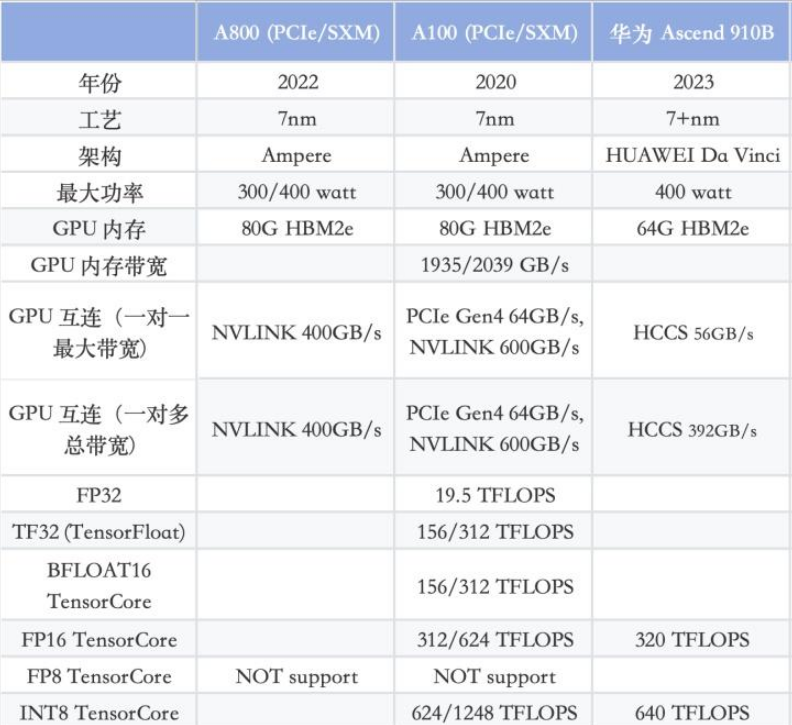 A800 (PCIe/SXM) A100 (PCIe/SXM) 华为 Ascend 910B
年份 2022 2020 2023
工艺 7nm 7nm 7+nm
架构 Ampere Ampere HUAWEI Da Vinci
最大功率 300/400 watt 300/400 watt 400 watt
GPU 内存 80G HBM2e 80G HBM2e 64G HBM2e
GPU 内存带宽 1935/2039 GB/s
GPU 互连（一对一
最大带宽） NVLINK 400GB/s PCIe Gen4 64GB/s,
NVLINK 600GB/s HCCS 56GB/s
GPU 互连（一对多
总带宽） NVLINK 400GB/s PCIe Gen4 64GB/s,
NVLINK 600GB/s HCCS 392GB/s
FP32 19.5 TFLOPS
TF32 (TensorFloat) 156/312 TFLOPS
BFLOAT16
TensorCore 156/312 TFLOPS
FP16 TensorCore 312/624 TFLOPS 320 TFLOPS
FP8 TensorCore NOT support NOT support
INT8 TensorCore 624/1248 TFLOPS 640 TFLOPS